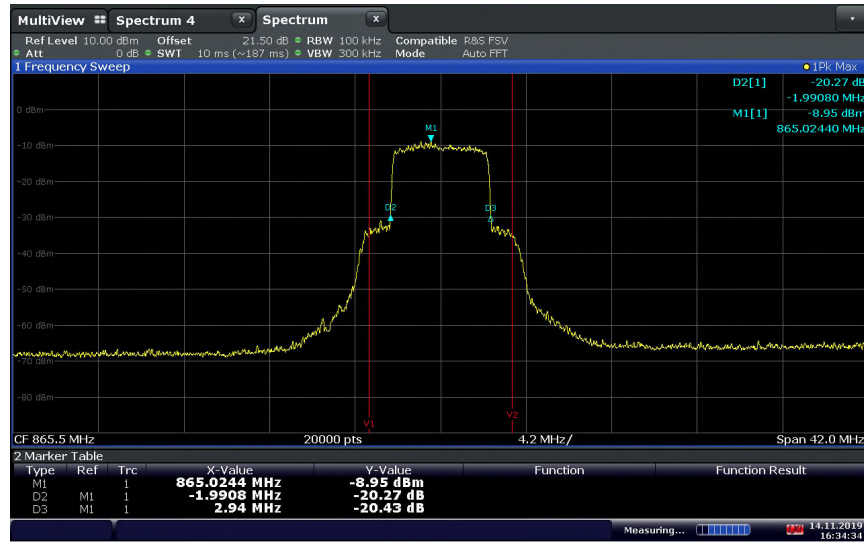 MultiView Spectrum 4 X Spectrum X
Ref Level 10.00 dBm Offset 21.50 dB RBW 100 kHz Compatible R&S FSV
Att 0 dB SWT 10 ms (~187 ms) VBW 300 kHz Mode Auto FFT
1 Frequency Sweep 1Pk Max
D2[1] -20.27 dB
-1.99080 MHz
M1[1] -8.95 dBm
865.02440 MHz
0 dBm
M1
-10 dBm
-20 dBm
D2 D3
-30 dBm
-40 dBm
-50 dBm
-60 dBm
-70 dBm
-80 dBm
V1 V2
CF 865.5 MHz 20000 pts 4.2 MHz/ Span 42.0 MHz
2 Marker Table
Type Ref Trc X-Value Y-Value Function Function Result
M1 1 865.0244 MHz -8.95 dBm
D2 M1 1 -1.9908 MHz -20.27 dB
D3 M1 1 2.94 MHz -20.43 dB
Measuring... 14.11.2019
16:34:34